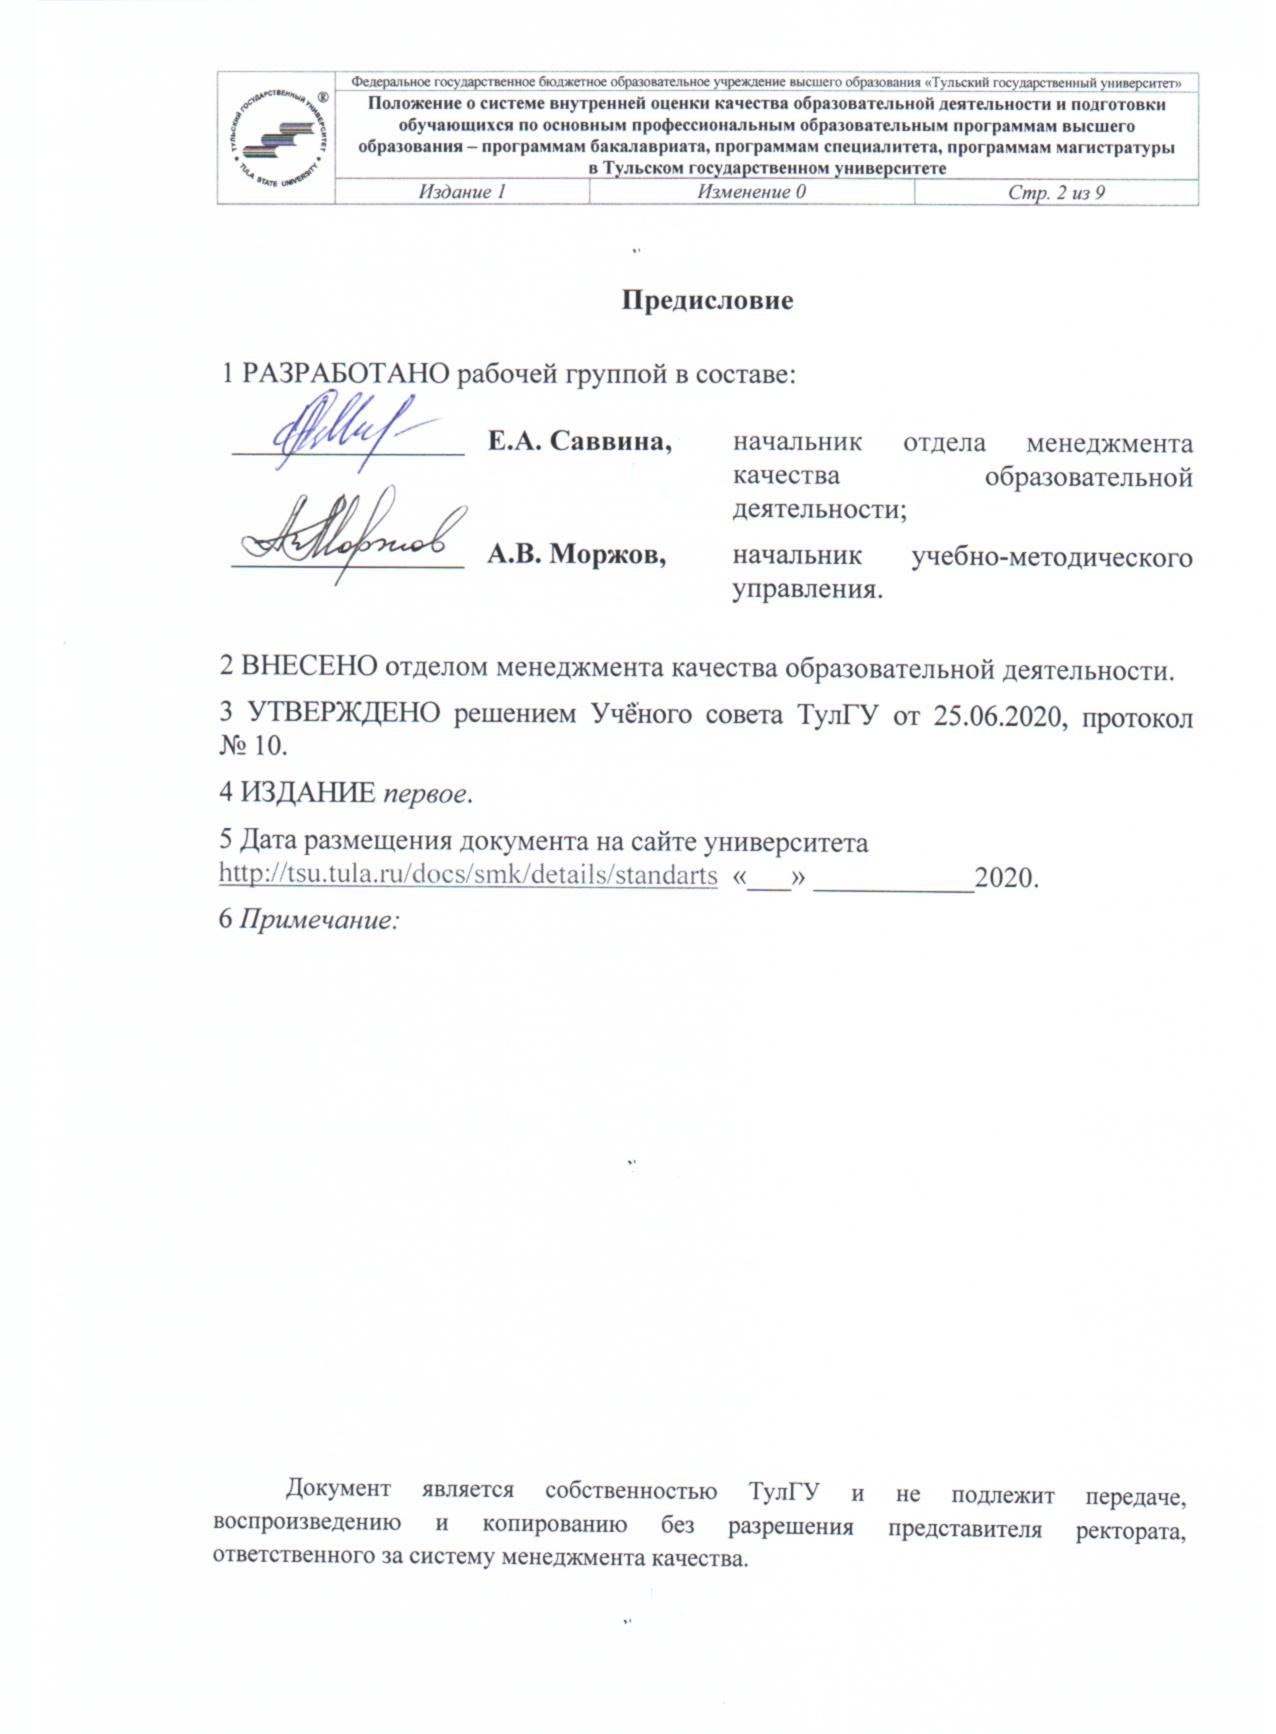 Федеральное государственное бюджетное образовательное учреждение высшего образования «Тульский государственный университет»
ТУЛЬСКИЙ ГОСУДАРСТВЕННЫЙ УНИВЕРСИТЕТ ®
TULA STATE UNIVERSITY
Положение о системе внутренней оценки качества образовательной деятельности и подготовки
обучающихся по основным профессиональным образовательным программам высшего
образования – программам бакалавриата, программам специалитета, программам магистратуры
в Тульском государственном университете
Издание 1 Изменение 0 Стр. 2 из 9
Предисловие
1 РАЗРАБОТАНО рабочей группой в составе:
Е.А. Саввина, начальник отдела менеджмента
качества образовательной
деятельности;
А.В. Моржов, начальник учебно-методического
управления.
2 ВНЕСЕНО отделом менеджмента качества образовательной деятельности.
3 УТВЕРЖДЕНО решением Учёного совета ТулГУ от 25.06.2020, протокол
№ 10.
4 ИЗДАНИЕ первое.
5 Дата размещения документа на сайте университета
http://tsu.tula.ru/docs/smk/details/standarts «___» ___________2020.
6 Примечание:
Документ является собственностью ТулГУ и не подлежит передаче,
воспроизведению и копированию без разрешения представителя ректората,
ответственного за систему менеджмента качества.